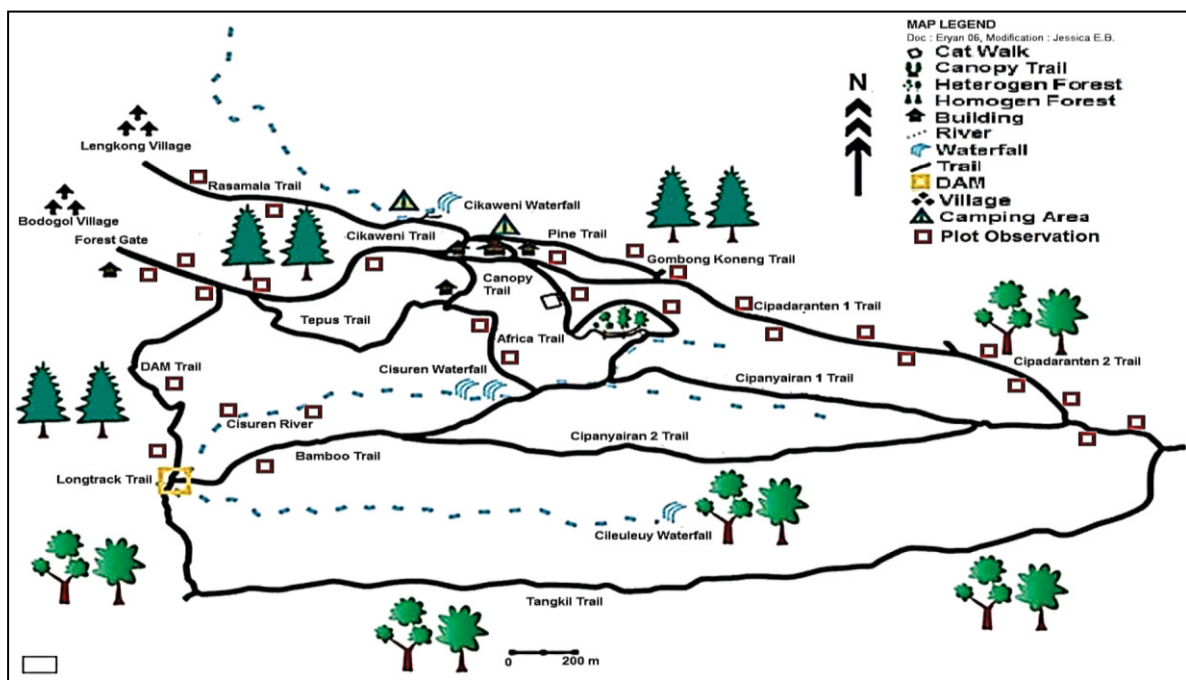 MAP LEGEND
Doc : Eryan 06, Modification : Jessica E.B.
Cat Walk
Canopy Trail
Heterogen Forest
Homogen Forest
Building
River
Waterfall
Trail
DAM
Village
Camping Area
Plot Observation
N
Lengkong Village
Rasamala Trail
Bodogol Village
Forest Gate
Cikaweni Waterfall
Cikaweni Trail
Pine Trail
Gombong Koneng Trail
Canopy
Trail
Cipadaranten 1 Trail
Tepus Trail
Africa Trail
Cipadaranten 2 Trail
DAM Trail
Cisuren Waterfall
Cipanyairan 1 Trail
Cisuren River
Cipanyairan 2 Trail
Bamboo Trail
Longtrack Trail
Cileuleuy Waterfall
Tangkil Trail
0 200 m